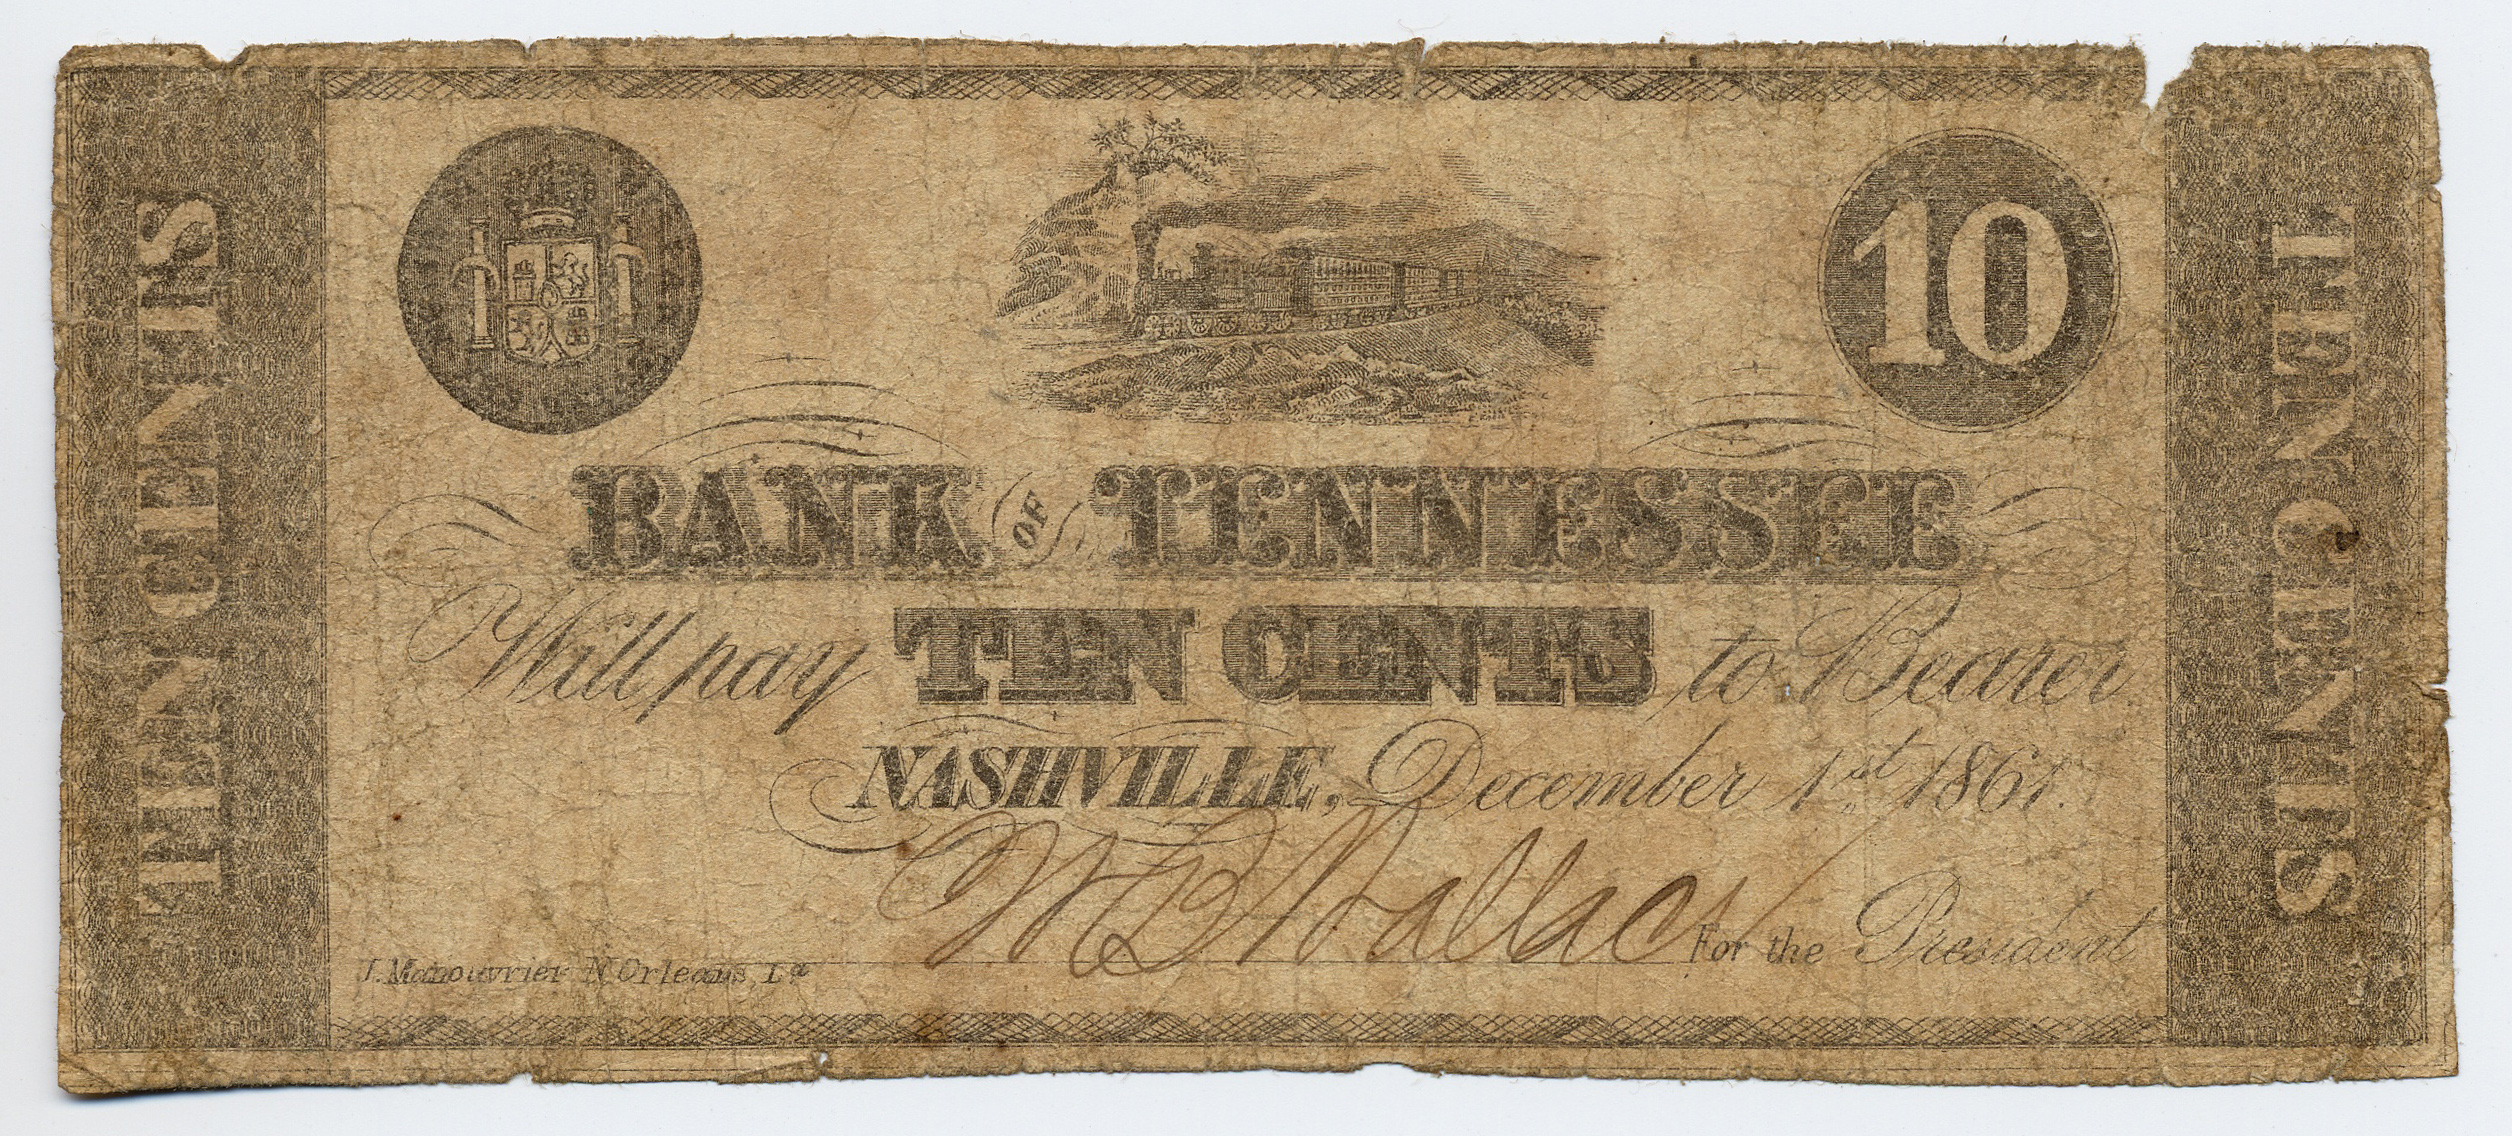 TEN CENTS
10
TEN CENTS
BANK OF TENNESSEE
Will pay TEN CENTS to Bearer
NASHVILLE, December 1st 1861.
For the President
J. Manouvrier N. Orleans, La